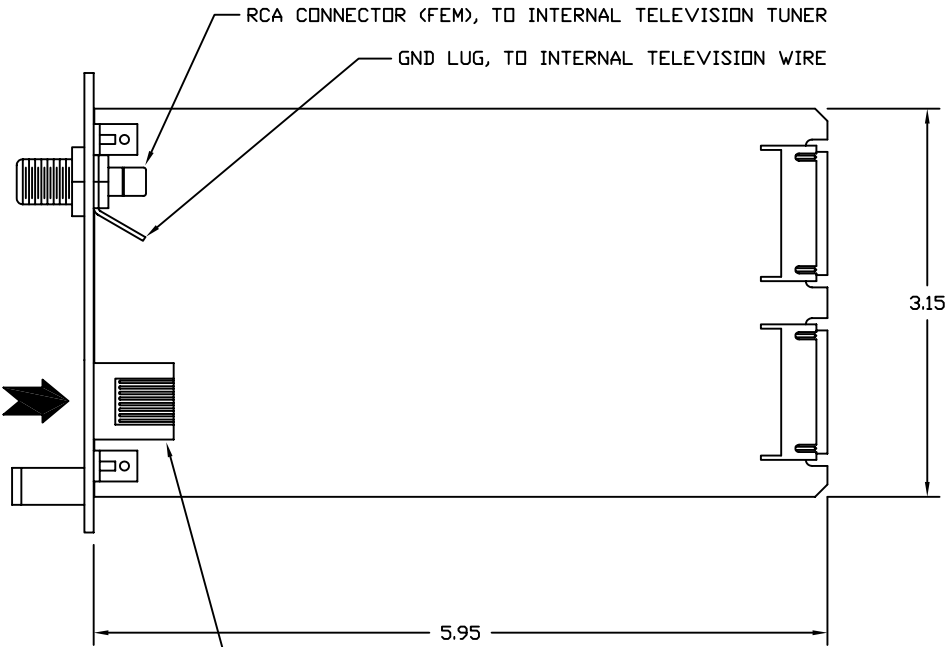 RCA CONNECTOR (FEM), TO INTERNAL TELEVISION TUNER
GND LUG, TO INTERNAL TELEVISION WIRE
3.15
5.95